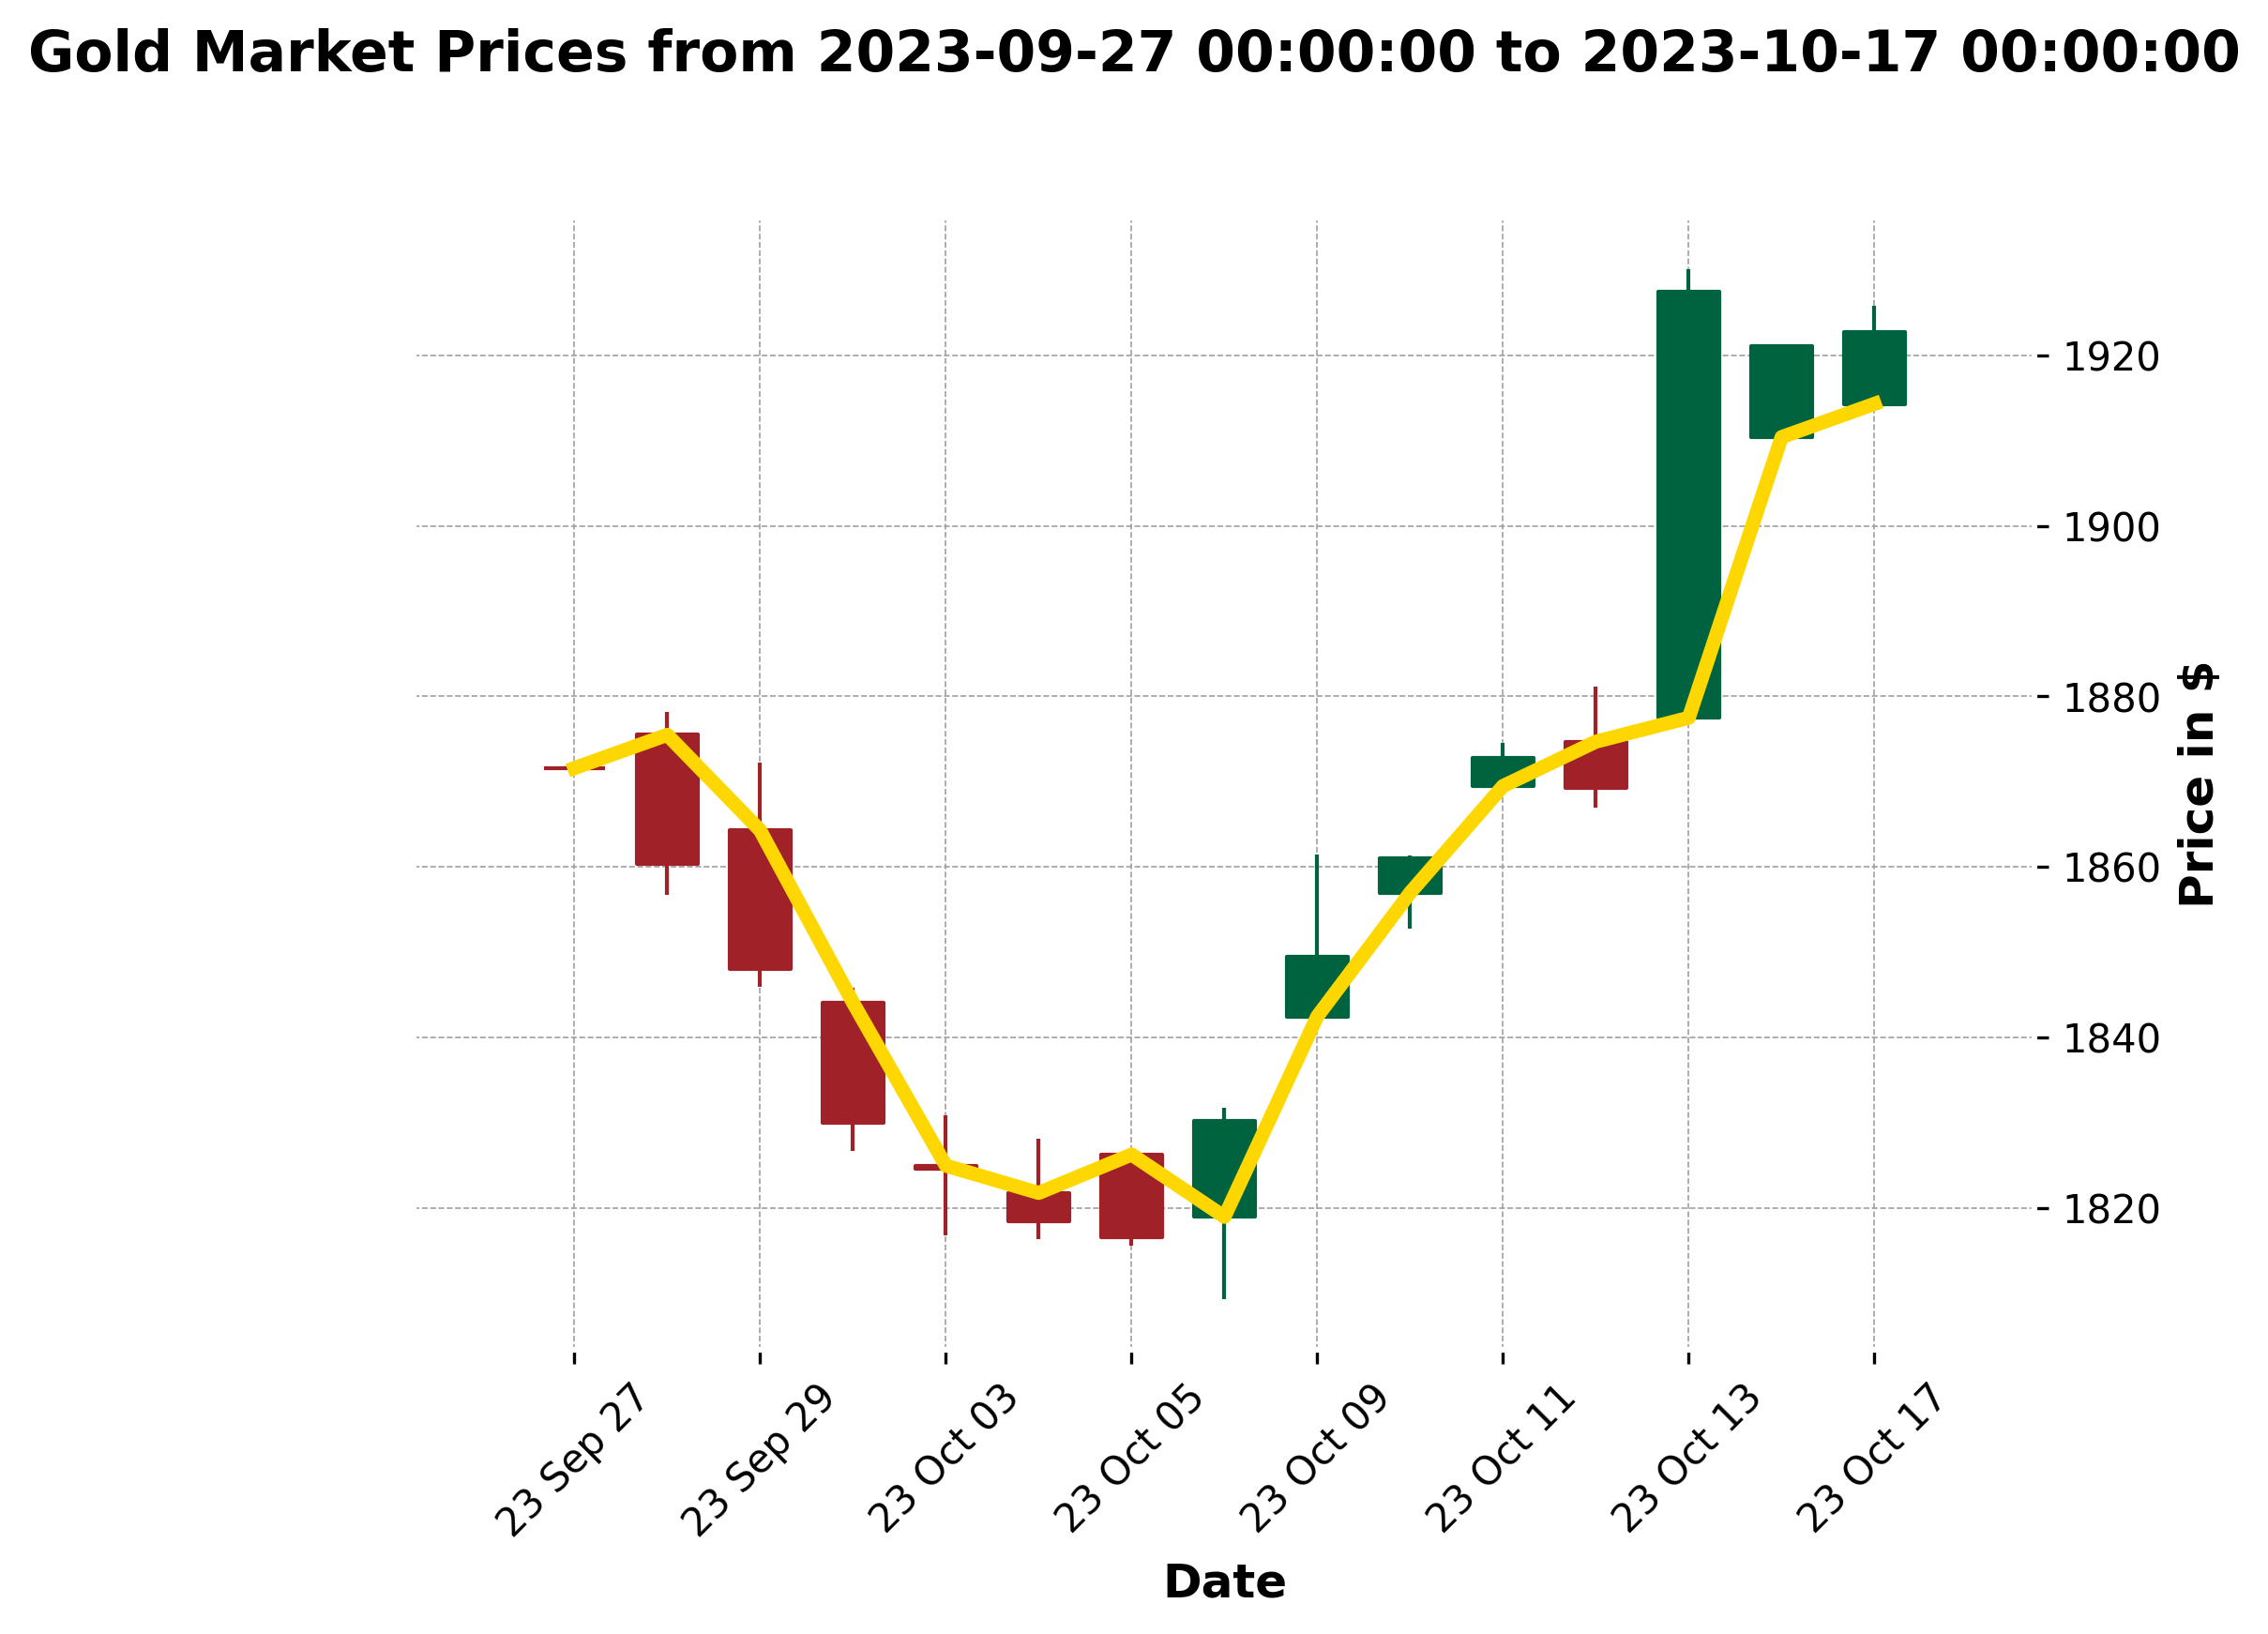 Gold Market Prices from 2023-09-27 00:00:00 to 2023-10-17 00:00:00
1920
1900
1880
1860
1840
1820
Price in $
23 Sep 27
23 Sep 29
23 Oct 03
23 Oct 05
23 Oct 09
23 Oct 11
23 Oct 13
23 Oct 17
Date